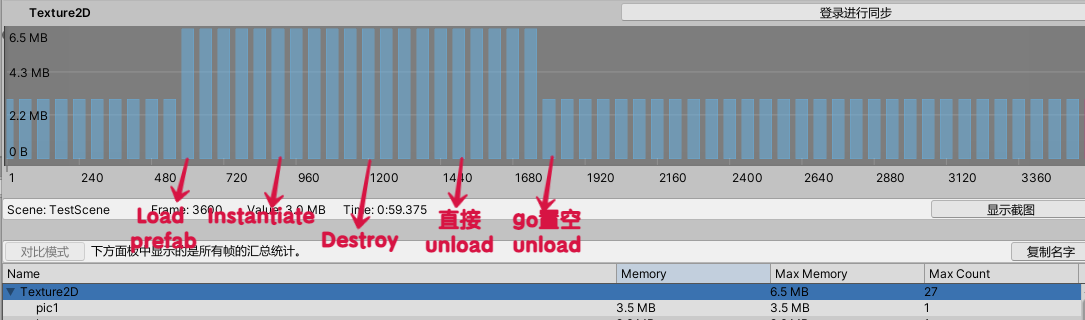 Texture2D
登录进行同步
6.5 MB
4.3 MB
2.2 MB
0 B
1 240 480 720 960 1200 1440 1680 1920 2160 2400 2640 2880 3120 3360
Scene: TestScene Frame: 3600 Value: 3.0 MB Time: 0:59.375 显示截图
Load prefab
Instantiate
Destroy
直接 unload
go置空 unload
对比模式 下方面板中显示的是所有帧的汇总统计。 复制名字
Name Memory Max Memory Max Count
Texture2D 6.5 MB 27
pic1 3.5 MB 3.5 MB 1